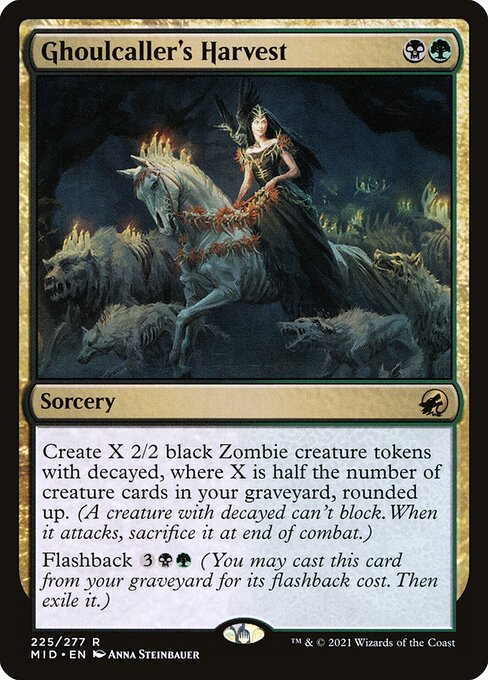 Ghoulcaller's Harvest
Sorcery
Create X 2/2 black Zombie creature tokens
with decayed, where X is half the number of
creature cards in your graveyard, rounded
up. (A creature with decayed can't block. When
it attacks, sacrifice it at end of combat.)
Flashback 3 (You may cast this card
from your graveyard for its flashback cost. Then
exile it.)
225/277 R
MID • EN Anna Steinbauer
™ & © 2021 Wizards of the Coast